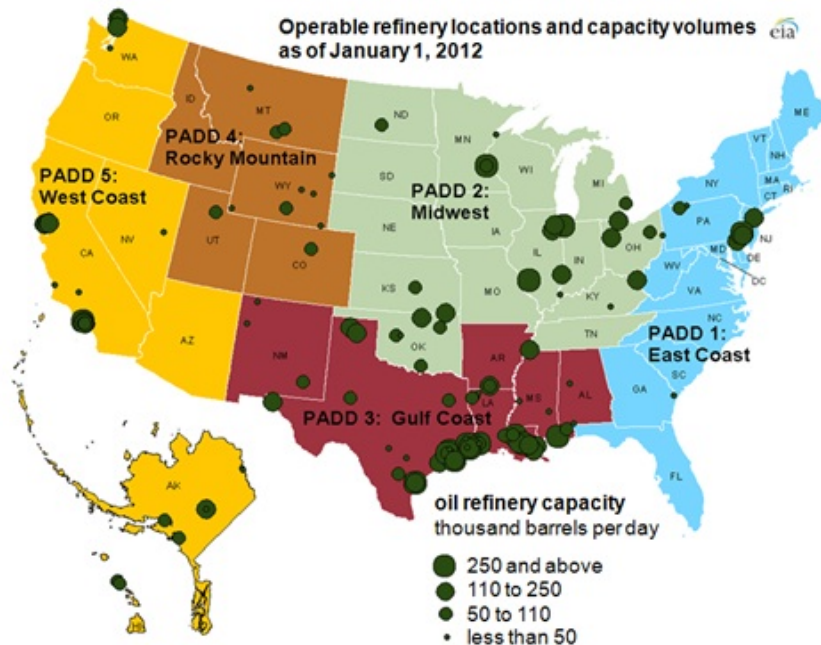 Operable refinery locations and capacity volumes
as of January 1, 2012
eia
WA
OR
ID
MT
ND
MN
ME
VT
NH
MA
CT
RI
NY
PADD 4:
Rocky Mountain
WY
SD
WI
MI
PADD 5:
West Coast
PADD 2:
Midwest
NE
IA
PA
NJ
CA
NV
UT
CO
IL
IN
OH
MD
DE
DC
WV
VA
KS
MO
KY
NC
AZ
NM
OK
TN
AR
PADD 1:
East Coast
SC
PADD 3: Gulf Coast
LA
MS
AL
GA
FL
AK
HI
oil refinery capacity
thousand barrels per day
250 and above
110 to 250
50 to 110
less than 50